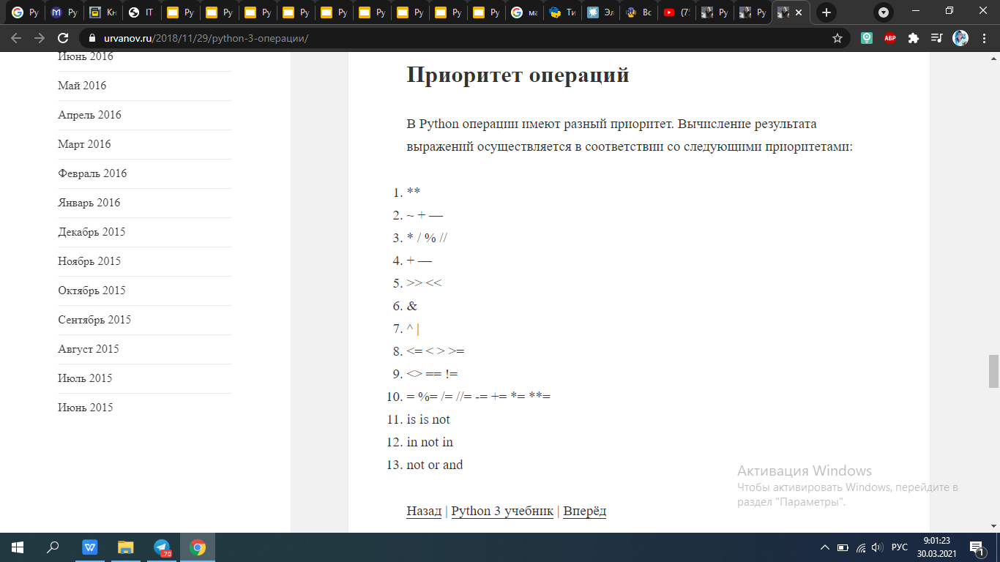 Ру
Ру
Кн
IT
Ру
Ру
Ру
Ру
Ру
Ру
Ру
Ру
Ру
ма
Ти
Эл
Вс
(7
Ру
Ру
urvanov.ru/2018/11/29/python-3-операции/
ABP
Июнь 2016
Май 2016
Апрель 2016
Март 2016
Февраль 2016
Январь 2016
Декабрь 2015
Ноябрь 2015
Октябрь 2015
Сентябрь 2015
Август 2015
Июль 2015
Июнь 2015
Приоритет операций
В Python операции имеют разный приоритет. Вычисление результата
выражений осуществляется в соответствии со следующими приоритетами:
1. **
2. ~ + —
3. * / % //
4. + —
5. >> <<
6. &
7. ^ |
8. <= < > >=
9. <> == !=
10. = %= /= //= -= += *= **=
11. is is not
12. in not in
13. not or and
Назад | Python 3 учебник | Вперёд
Активация Windows
Чтобы активировать Windows, перейдите в
раздел "Параметры".
.70
РУС
9:01:23
30.03.2021
1